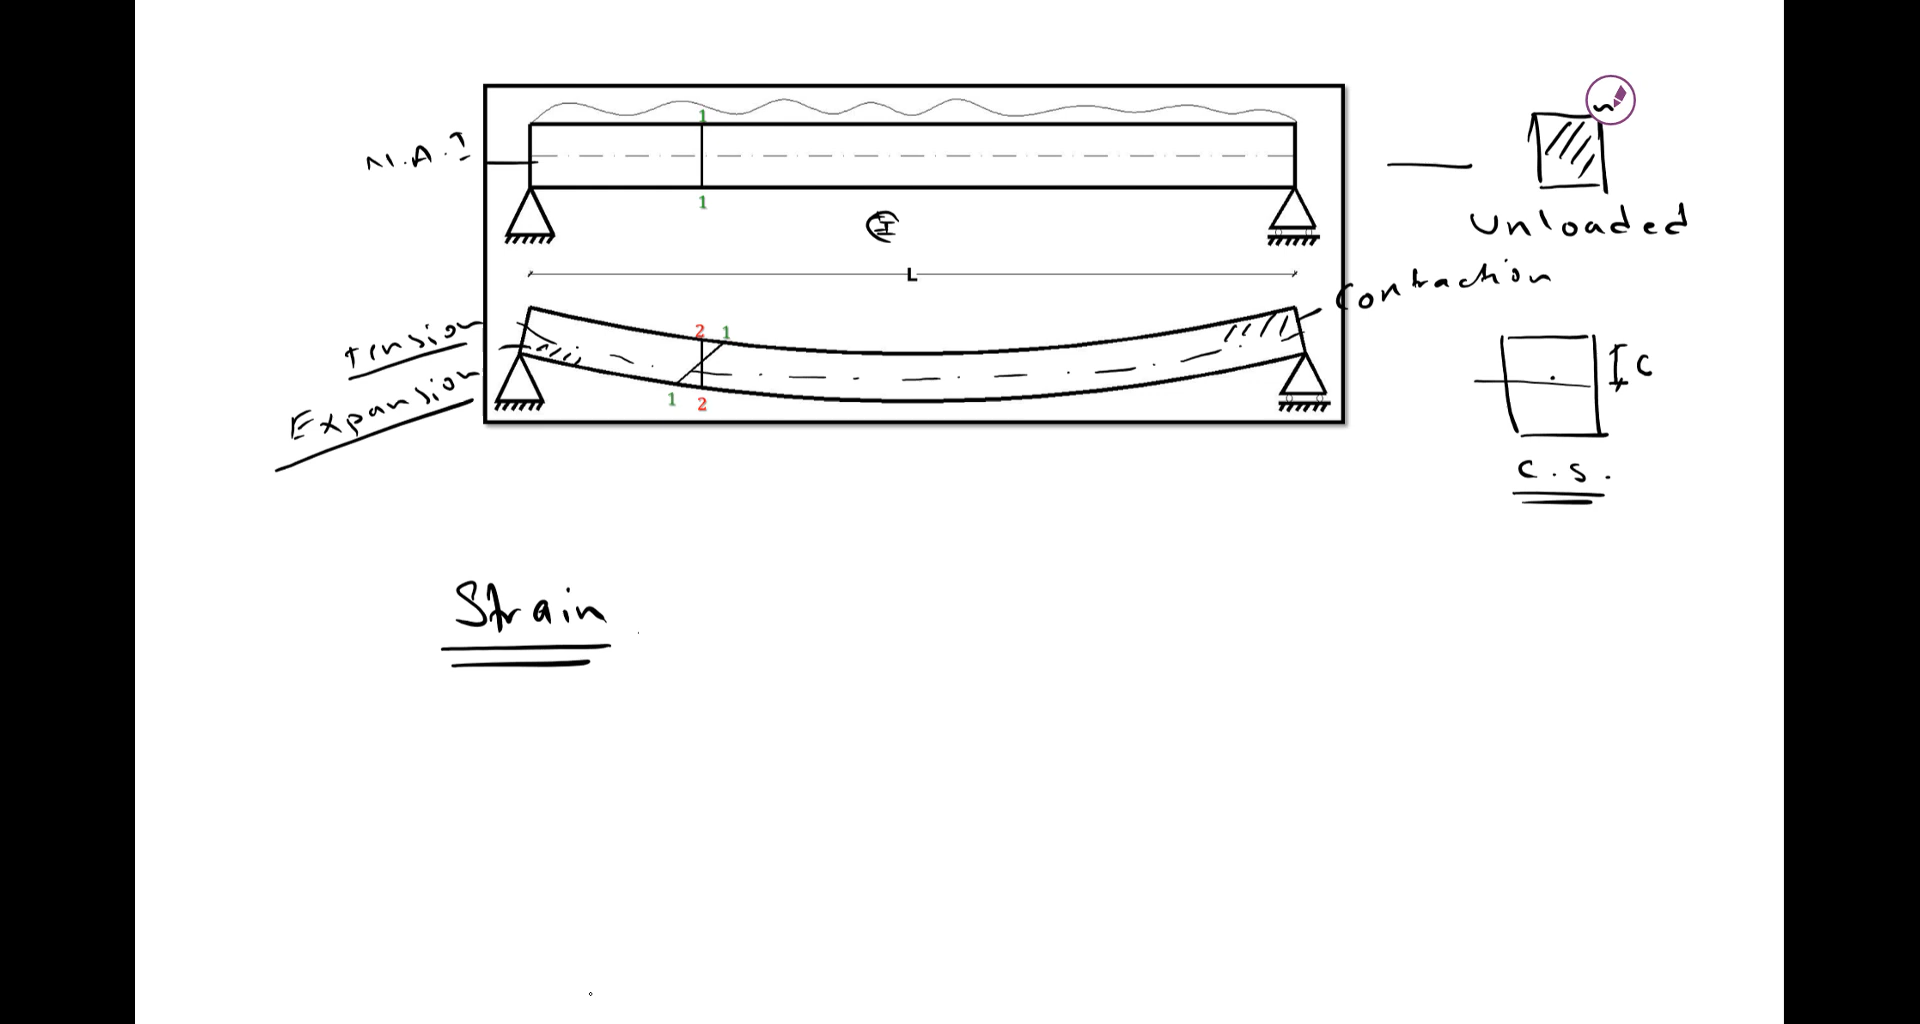 1
N.A.
1
Unloaded
L
Contraction
Tension
2 1
C
Expansion
1 2
C.S.
Strain